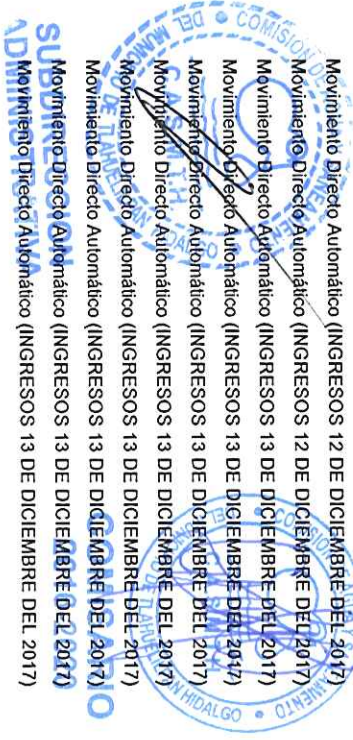 Movimiento Directo Automático (INGRESOS 12 DE DICIEMBRE DEL 2017)
Movimiento Directo Automático (INGRESOS 12 DE DICIEMBRE DEL 2017)
Movimiento Directo Automático (INGRESOS 13 DE DICIEMBRE DEL 2017)
Movimiento Directo Automático (INGRESOS 13 DE DICIEMBRE DEL 2017)
Movimiento Directo Automático (INGRESOS 13 DE DICIEMBRE DEL 2017)
Movimiento Directo Automático (INGRESOS 13 DE DICIEMBRE DEL 2017)
Movimiento Directo Automático (INGRESOS 13 DE DICIEMBRE DEL 2017)
Movimiento Directo Automático (INGRESOS 13 DE DICIEMBRE DEL 2017)
Movimiento Directo Automático (INGRESOS 13 DE DICIEMBRE DEL 2017)
Movimiento Directo Automático (INGRESOS 13 DE DICIEMBRE DEL 2017)
SUBDIRECCION
ADMINISTRATIVA
HIDALGO